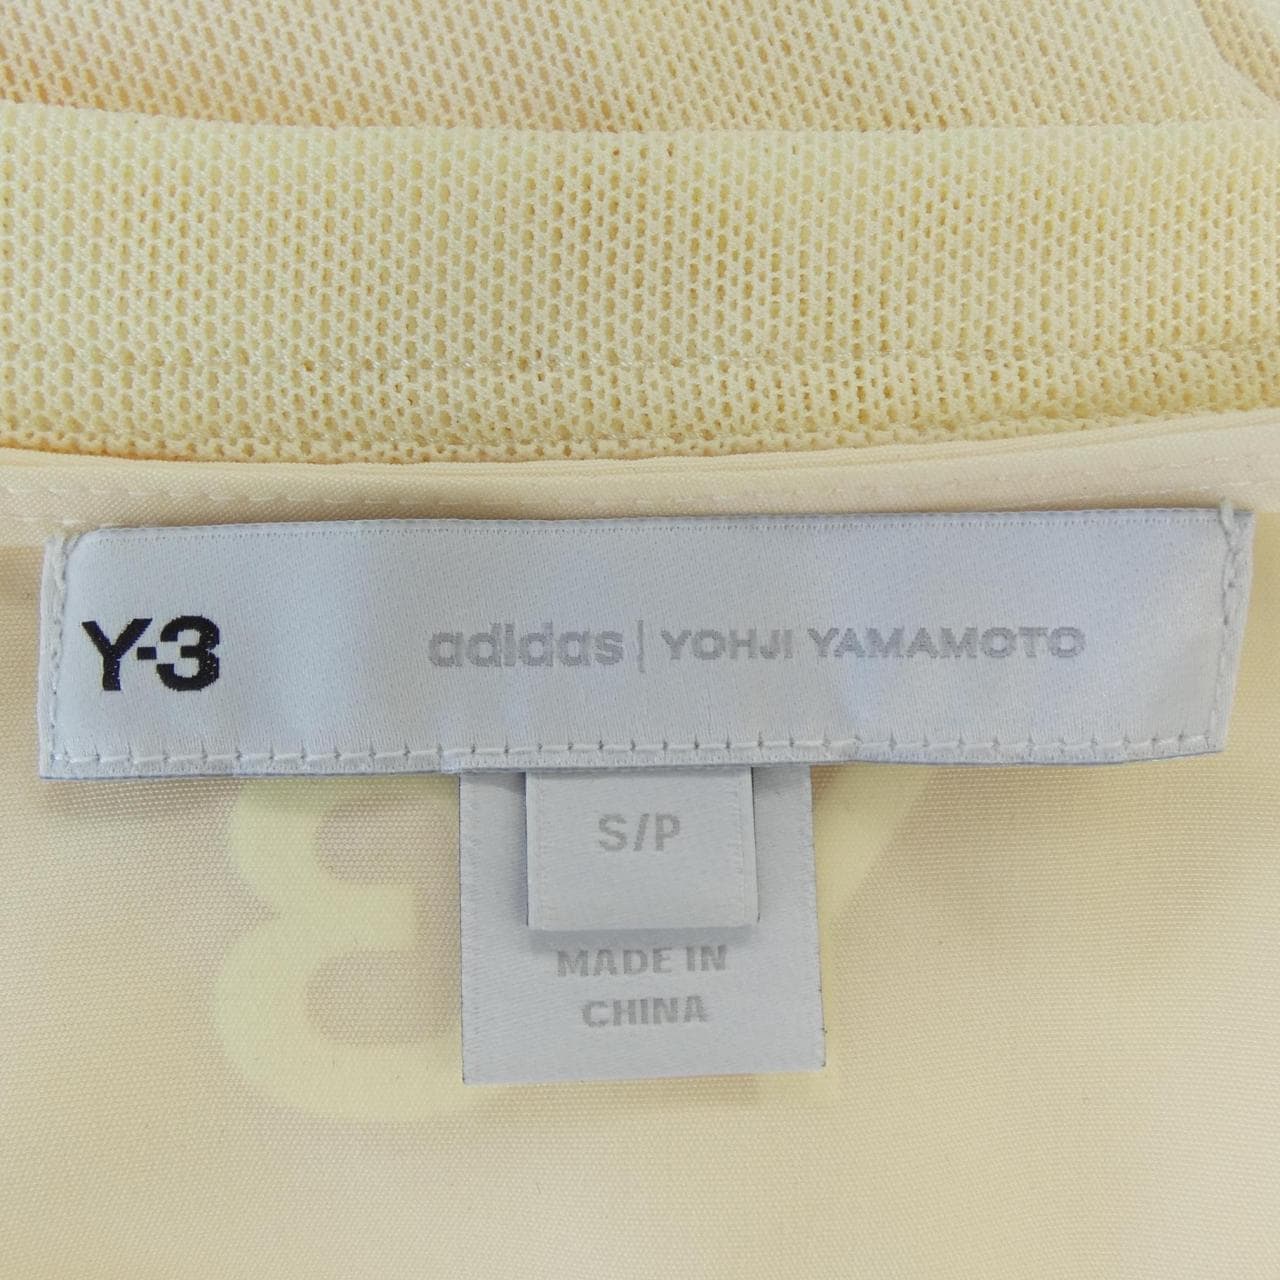 Y-3 adidas | YOHJI YAMAMOTO
S/P
MADE IN
CHINA